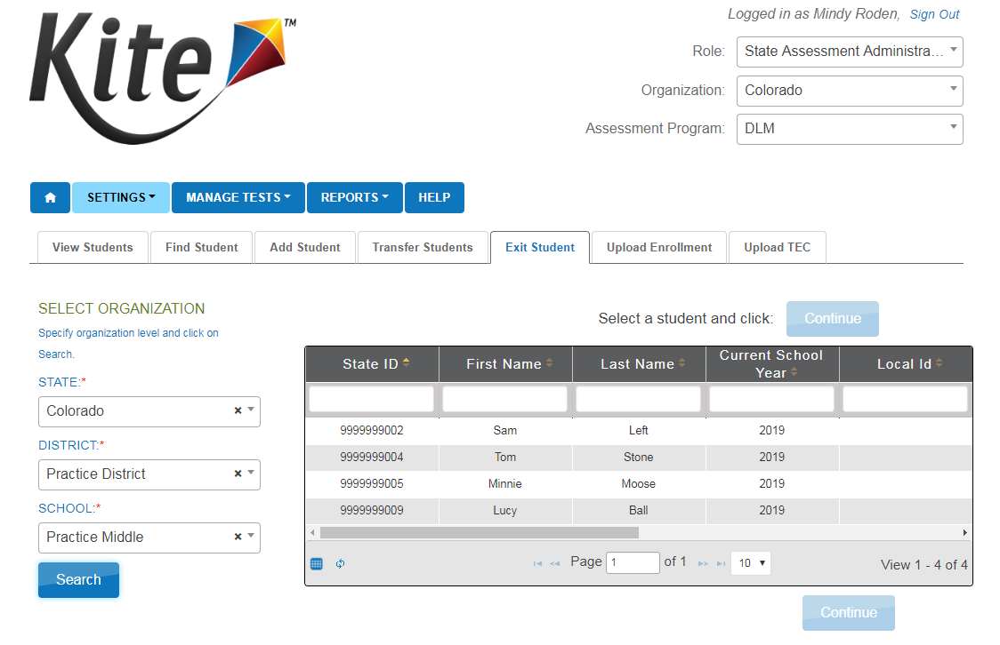 Kite™
Logged in as Mindy Roden, Sign Out
Role: State Assessment Administra...
Organization: Colorado
Assessment Program: DLM
SETTINGS MANAGE TESTS REPORTS HELP
View Students Find Student Add Student Transfer Students Exit Student Upload Enrollment Upload TEC
SELECT ORGANIZATION
Specify organization level and click on
Search.
STATE:*
Colorado
DISTRICT:*
Practice District
SCHOOL:*
Practice Middle
Search
Select a student and click: Continue
State ID First Name Last Name Current School Year Local Id
9999999002 Sam Left 2019
9999999004 Tom Stone 2019
9999999005 Minnie Moose 2019
9999999009 Lucy Ball 2019
Page 1 of 1 10 View 1 - 4 of 4
Continue